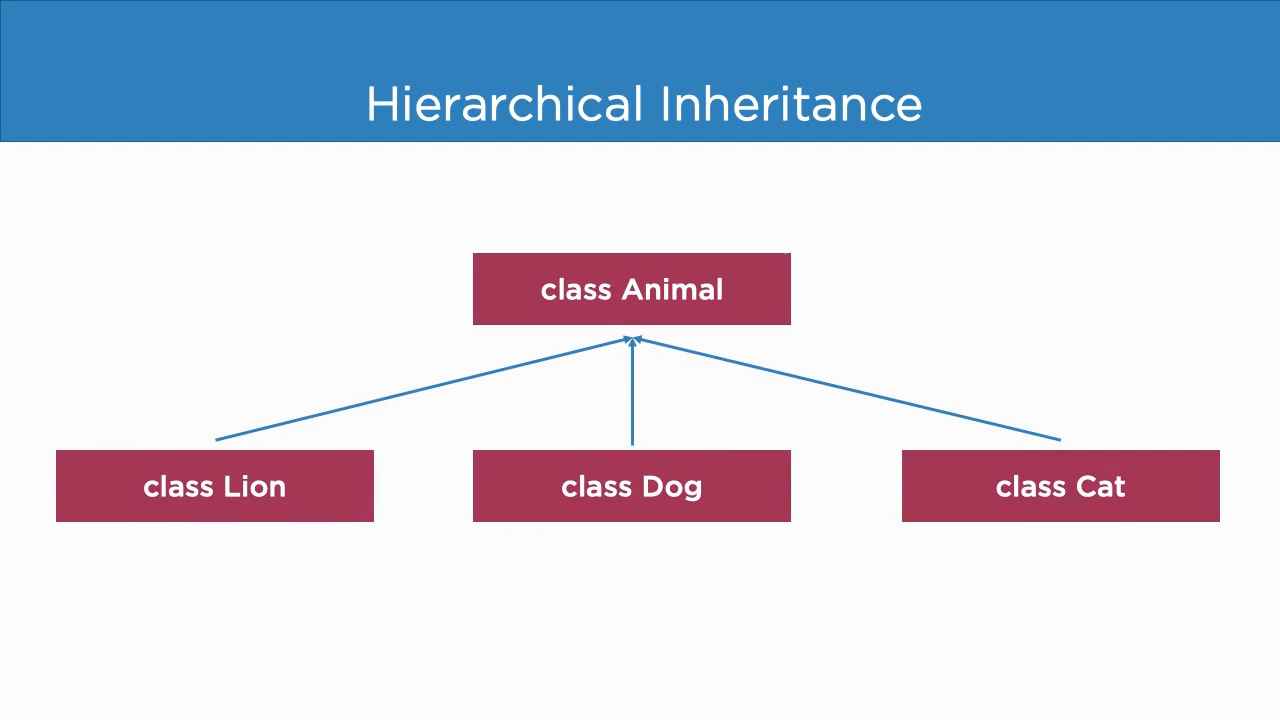 Hierarchical Inheritance
class Animal
class Lion
class Dog
class Cat